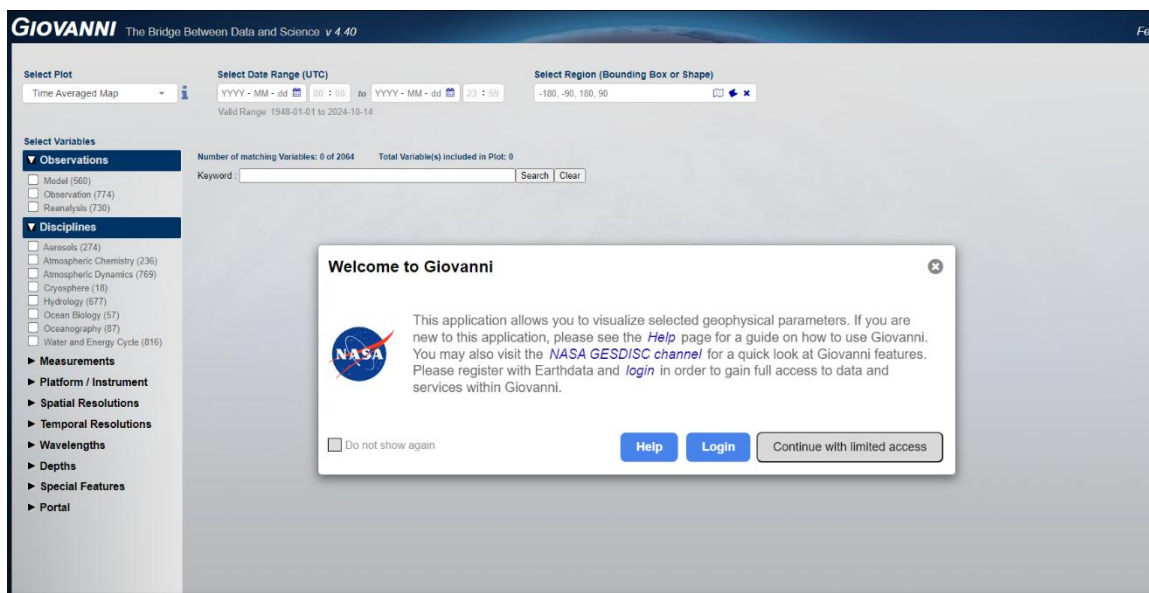 GIOVANNI The Bridge Between Data and Science v 4.40
Fe
Select Plot
Time Averaged Map
i
Select Date Range (UTC)
YYYY - MM - dd 00 : 00 to YYYY - MM - dd 23 : 59
Valid Range: 1948-01-01 to 2024-10-14
Select Region (Bounding Box or Shape)
-180, -90, 180, 90
Select Variables
▼ Observations
Model (560)
Observation (774)
Reanalysis (730)
▼ Disciplines
Aerosols (274)
Atmospheric Chemistry (236)
Atmospheric Dynamics (769)
Cryosphere (18)
Hydrology (677)
Ocean Biology (57)
Oceanography (87)
Water and Energy Cycle (816)
► Measurements
► Platform / Instrument
► Spatial Resolutions
► Temporal Resolutions
► Wavelengths
► Depths
► Special Features
► Portal
Number of matching Variables: 0 of 2064 Total Variable(s) included in Plot: 0
Keyword : Search Clear
Welcome to Giovanni
NASA
This application allows you to visualize selected geophysical parameters. If you are
new to this application, please see the Help page for a guide on how to use Giovanni.
You may also visit the NASA GESDISC channel for a quick look at Giovanni features.
Please register with Earthdata and login in order to gain full access to data and
services within Giovanni.
Do not show again
Help Login Continue with limited access